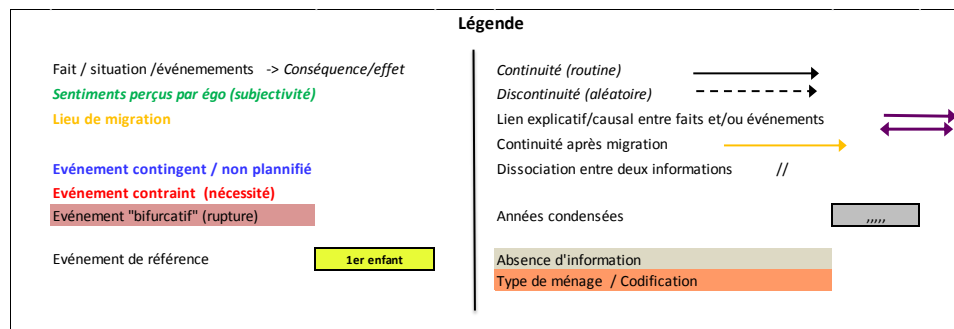 Légende
Fait / situation /événemements -> Conséquence/effet
Sentiments perçus par égo (subjectivité)
Lieu de migration
Evénement contingent / non plannifié
Evénement contraint (nécessité)
Evénement "bifurcatif" (rupture)
Evénement de référence 1er enfant
Continuité (routine)
Discontinuité (aléatoire)
Lien explicatif/causal entre faits et/ou événements
Continuité après migration
Dissociation entre deux informations //
Années condensées ,,,,,
Absence d'information
Type de ménage / Codification